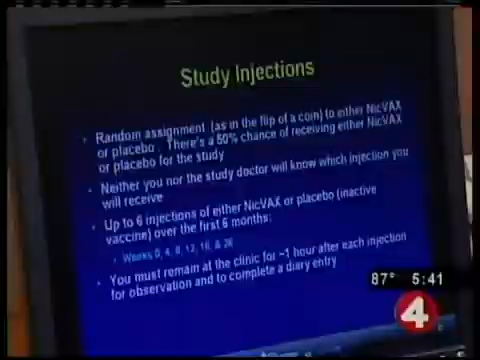 Study Injections
• Random assignment (as in the flip of a coin) to either NicVAX
or placebo. There's a 50% chance of receiving either NicVAX
or placebo for the study
• Neither you nor the study doctor will know which injection you
will receive
• Up to 6 injections of either NicVAX or placebo (inactive
vaccine) over the first 6 months:
• Weeks 0, 4, 8, 12, 16, & 26
• You must remain at the clinic for ~1 hour after each injection
for observation and to complete a diary entry
87° 5:41
4